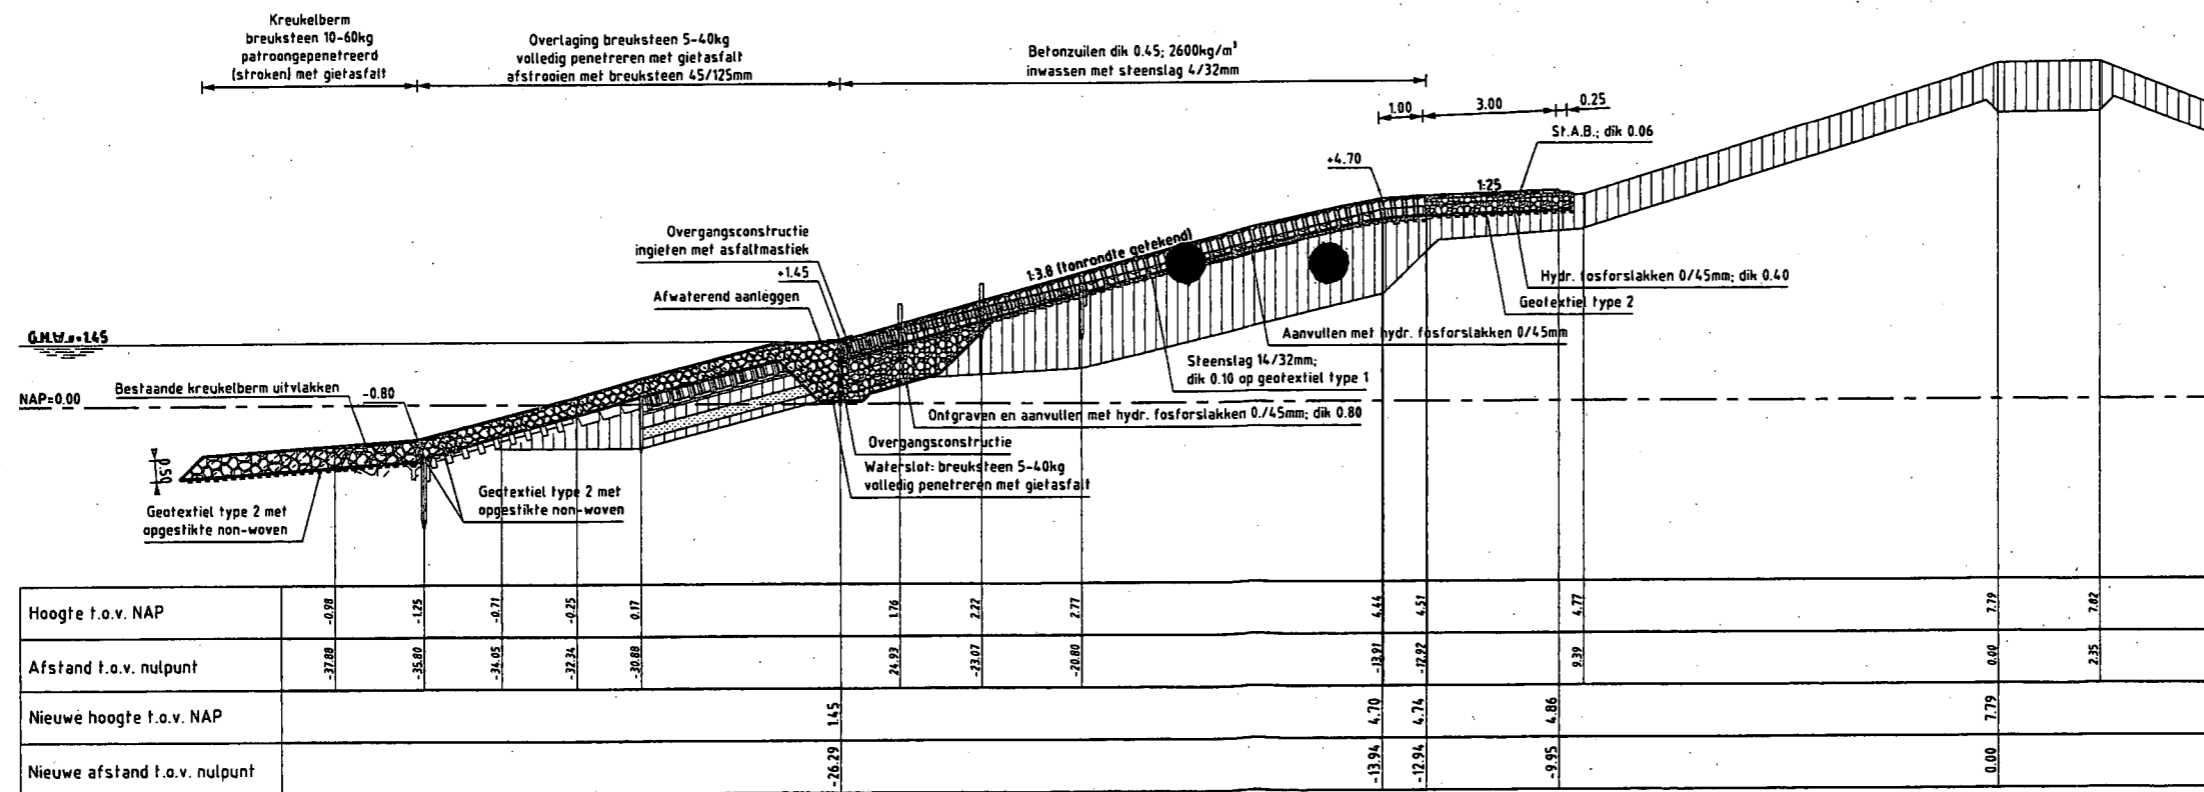 Kreukelberm
breuksteen 10-60kg
patroongepenetreerd
(stroken) met gietasfalt
Overlaging breuksteen 5-40kg
volledig penetreren met gietasfalt
afstrooien met breuksteen 45/125mm
Betonzuilen dik 0.45; 2600kg/m³
inwassen met steenslag 4/32mm
1.00
3.00
0.25
St.A.B.; dik 0.06
+4.70
1:25
Overgangsconstructie
ingieten met asfaltmastiek
+1.45
Afwaterend aanleggen
1:3.8 (tonrondte getekend)
Hydr. fosforslakken 0/45mm; dik 0.40
Geotextiel type 2
Aanvullen met hydr. fosforslakken 0/45mm
G.H.W.=+1.45
Steenslag 14/32mm;
dik 0.10 op geotextiel type 1
Bestaande kreukelberm uitvlakken
-0.80
NAP=0.00
Ontgraven en aanvullen met hydr. fosforslakken 0./45mm; dik 0.80
Overgangsconstructie
Waterslot: breuksteen 5-40kg
volledig penetreren met gietasfalt
0.50
Geotextiel type 2 met
opgestikte non-woven
Geotextiel type 2 met
opgestikte non-woven
Hoogte t.o.v. NAP -0.98 -1.25 -0.71 -0.25 0.17 1.76 2.22 2.77 4.44 4.51 4.77 7.79 7.82
Afstand t.o.v. nulpunt -37.88 -35.80 -34.05 -32.34 -30.88 24.93 -23.07 -20.80 -13.91 -12.92 9.39 0.00 2.35
Nieuwe hoogte t.o.v. NAP 1.45 4.70 4.74 4.86 7.79
Nieuwe afstand t.o.v. nulpunt -26.29 -13.94 -12.94 -9.95 0.00